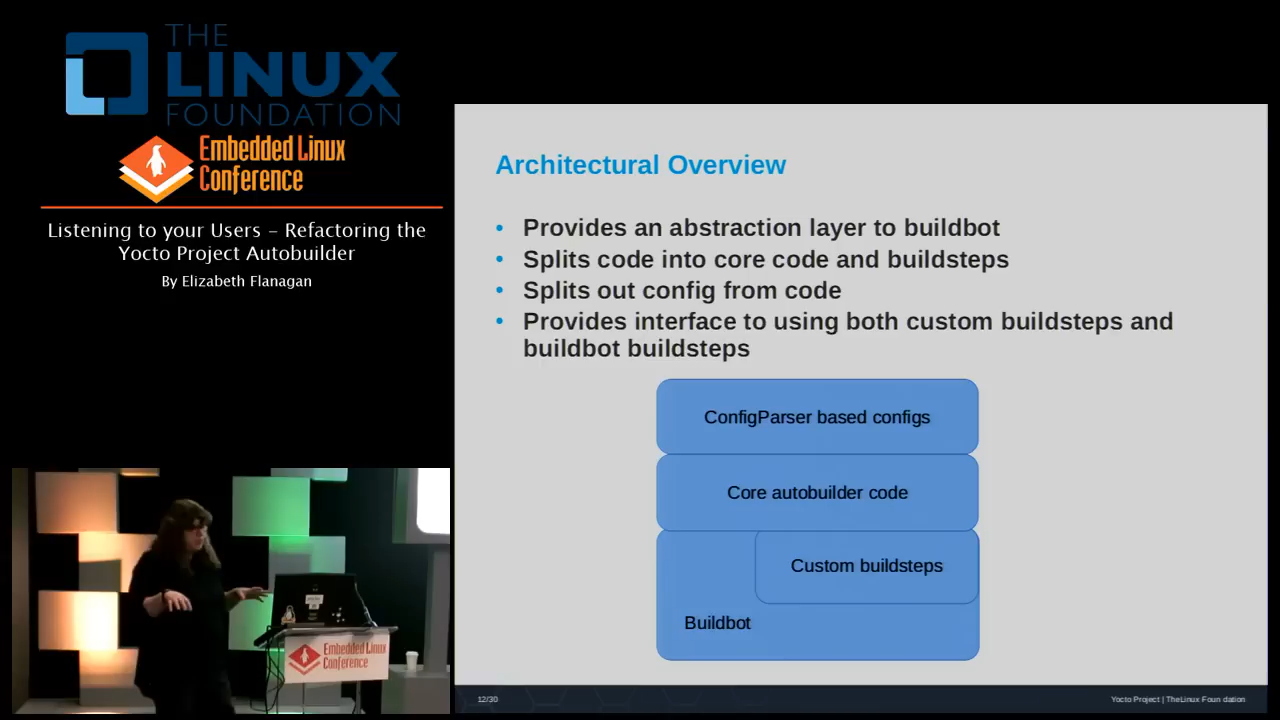 THE
LINUX
FOUNDATION
Embedded Linux
Conference
Listening to your Users – Refactoring the
Yocto Project Autobuilder
By Elizabeth Flanagan
Architectural Overview
• Provides an abstraction layer to buildbot
• Splits code into core code and buildsteps
• Splits out config from code
• Provides interface to using both custom buildsteps and
buildbot buildsteps
ConfigParser based configs
Core autobuilder code
Custom buildsteps
Buildbot
Embedded Linux
Conference
12/30
Yocto Project | TheLinux Foun dation